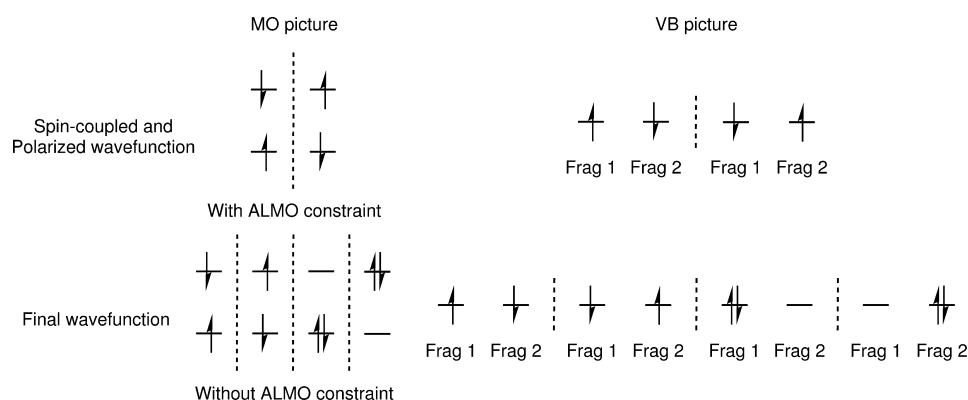 MO picture
VB picture
Spin-coupled and
Polarized wavefunction
Frag 1 Frag 2 Frag 1 Frag 2
With ALMO constraint
Final wavefunction
Frag 1 Frag 2 Frag 1 Frag 2 Frag 1 Frag 2 Frag 1 Frag 2
Without ALMO constraint